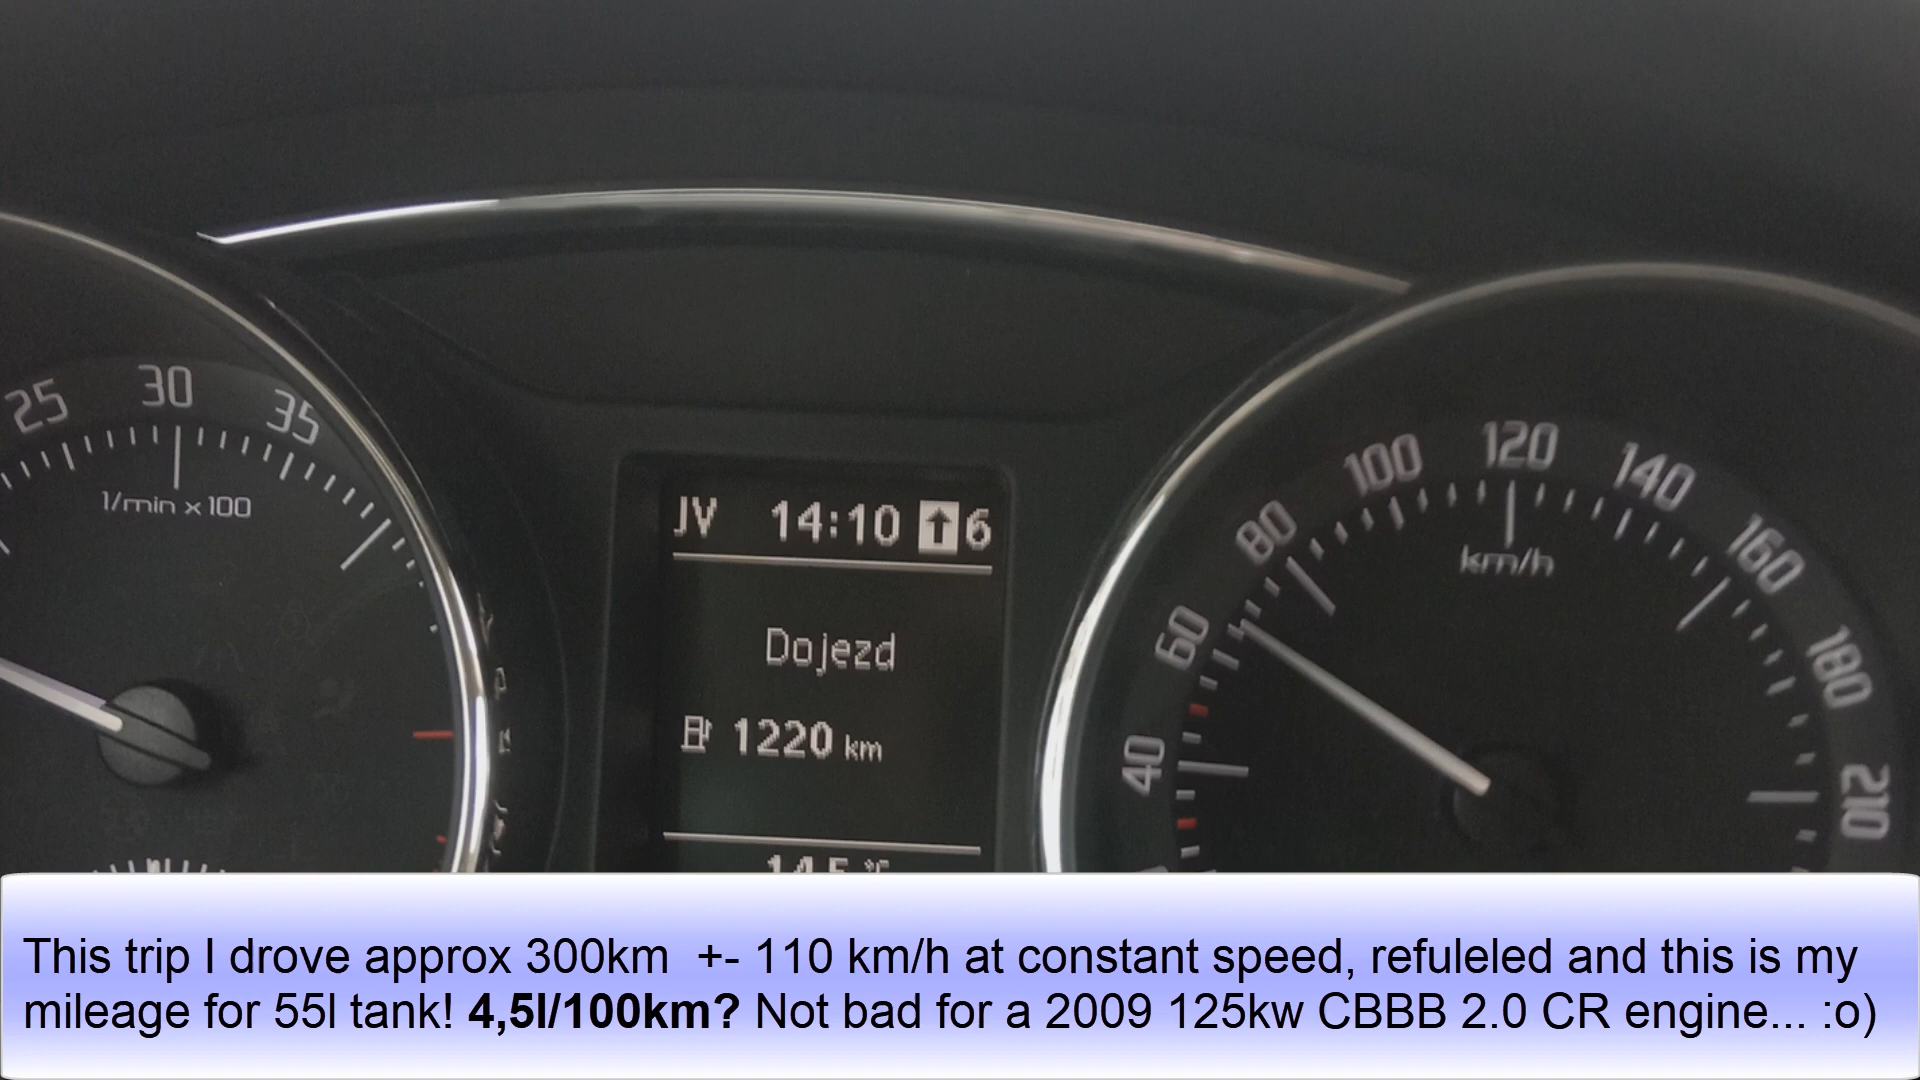 25 30 35
1/min x 100
JV 14:10 6
Dojezd
1220 km
40 60 80 100 120 140 160 180 210
km/h
This trip I drove approx 300km  +- 110 km/h at constant speed, refuleled and this is my
mileage for 55l tank! 4,5l/100km? Not bad for a 2009 125kw CBBB 2.0 CR engine... :o)